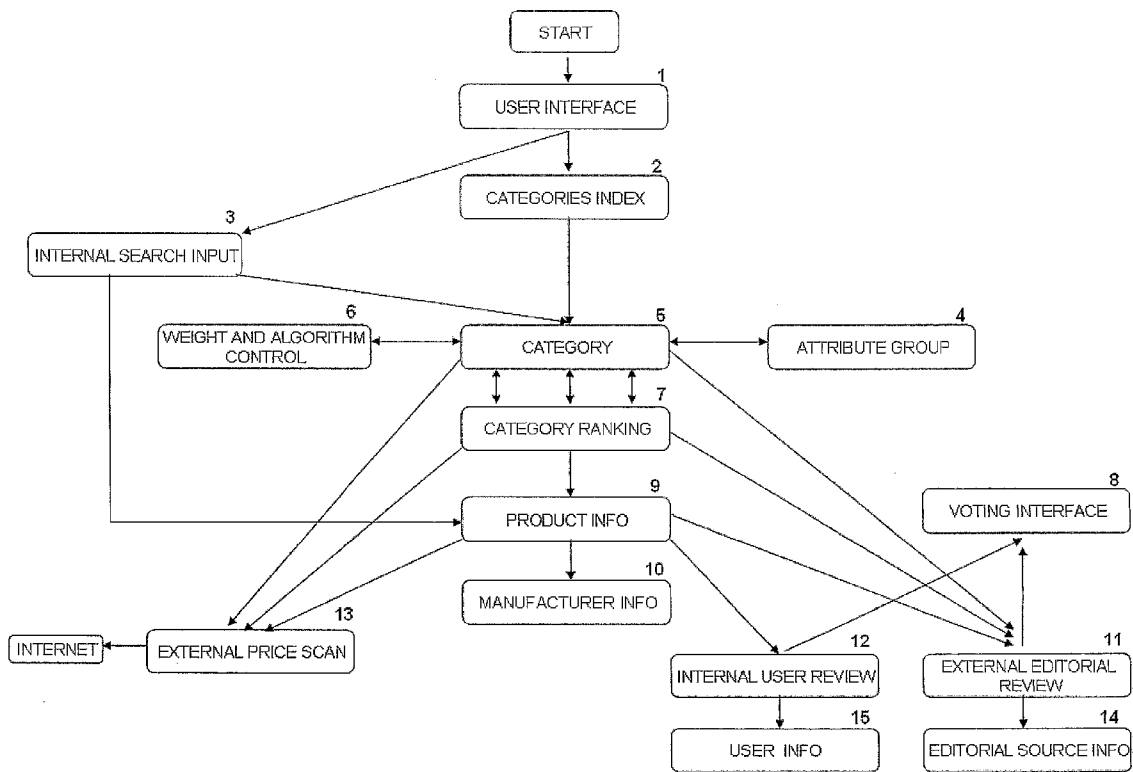 START
1
USER INTERFACE
2
CATEGORIES INDEX
3
INTERNAL SEARCH INPUT
6
WEIGHT AND ALGORITHM
CONTROL
5
CATEGORY
4
ATTRIBUTE GROUP
7
CATEGORY RANKING
9
PRODUCT INFO
8
VOTING INTERFACE
10
MANUFACTURER INFO
13
EXTERNAL PRICE SCAN
INTERNET
12
INTERNAL USER REVIEW
11
EXTERNAL EDITORIAL
REVIEW
15
USER INFO
14
EDITORIAL SOURCE INFO